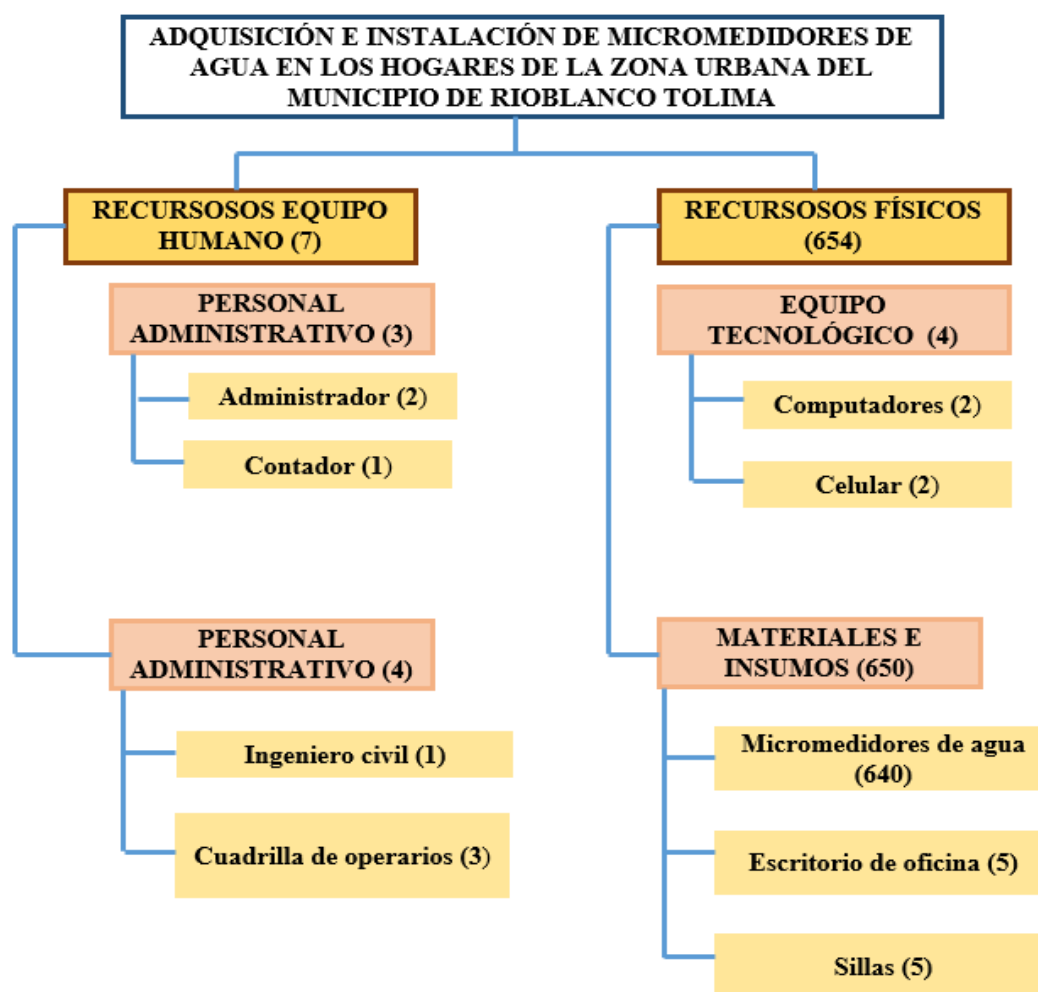 ADQUISICIÓN E INSTALACIÓN DE MICROMEDIDORES DE
AGUA EN LOS HOGARES DE LA ZONA URBANA DEL
MUNICIPIO DE RIOBLANCO TOLIMA
RECURSOSOS EQUIPO
HUMANO (7)
PERSONAL
ADMINISTRATIVO (3)
Administrador (2)
Contador (1)
PERSONAL
ADMINISTRATIVO (4)
Ingeniero civil (1)
Cuadrilla de operarios (3)
RECURSOSOS FÍSICOS
(654)
EQUIPO
TECNOLÓGICO (4)
Computadores (2)
Celular (2)
MATERIALES E
INSUMOS (650)
Micromedidores de agua
(640)
Escritorio de oficina (5)
Sillas (5)